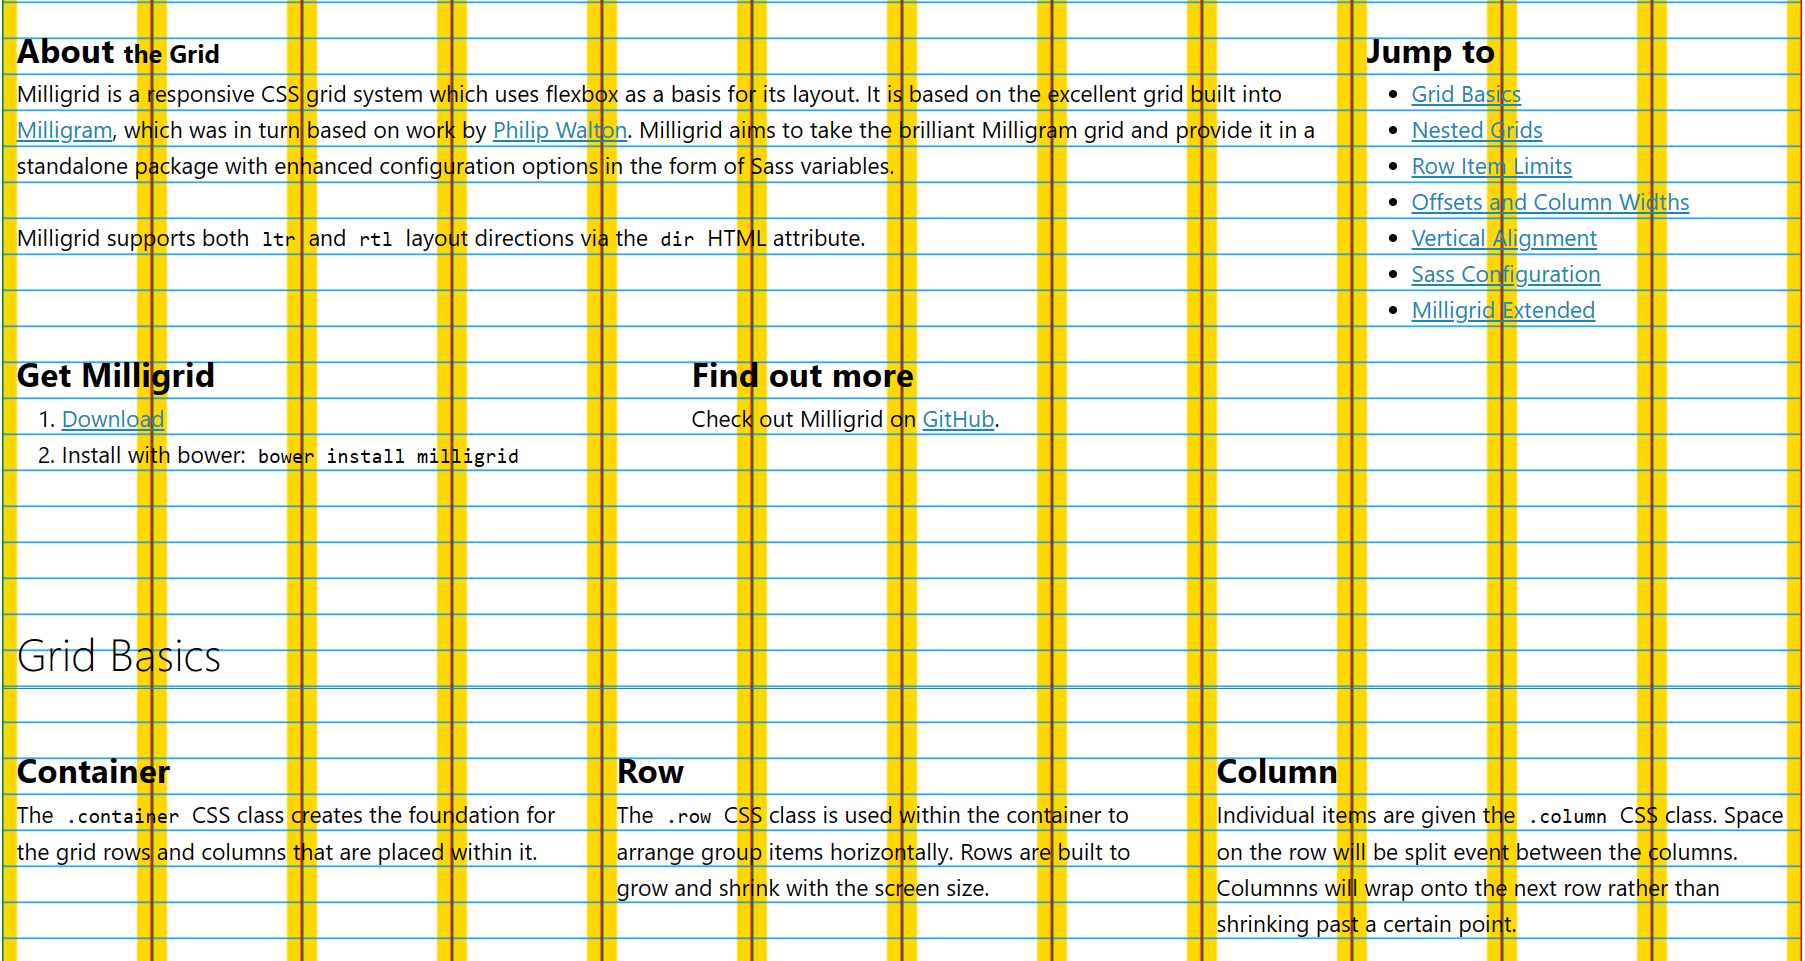 About the Grid
Milligrid is a responsive CSS grid system which uses flexbox as a basis for its layout. It is based on the excellent grid built into
Milligram, which was in turn based on work by Philip Walton. Milligrid aims to take the brilliant Milligram grid and provide it in a
standalone package with enhanced configuration options in the form of Sass variables.
Milligrid supports both ltr and rtl layout directions via the dir HTML attribute.
Jump to
• Grid Basics
• Nested Grids
• Row Item Limits
• Offsets and Column Widths
• Vertical Alignment
• Sass Configuration
• Milligrid Extended
Get Milligrid
1. Download
2. Install with bower: bower install milligrid
Find out more
Check out Milligrid on GitHub.
Grid Basics
Container
The .container CSS class creates the foundation for
the grid rows and columns that are placed within it.
Row
The .row CSS class is used within the container to
arrange group items horizontally. Rows are built to
grow and shrink with the screen size.
Column
Individual items are given the .column CSS class. Space
on the row will be split event between the columns.
Columnns will wrap onto the next row rather than
shrinking past a certain point.